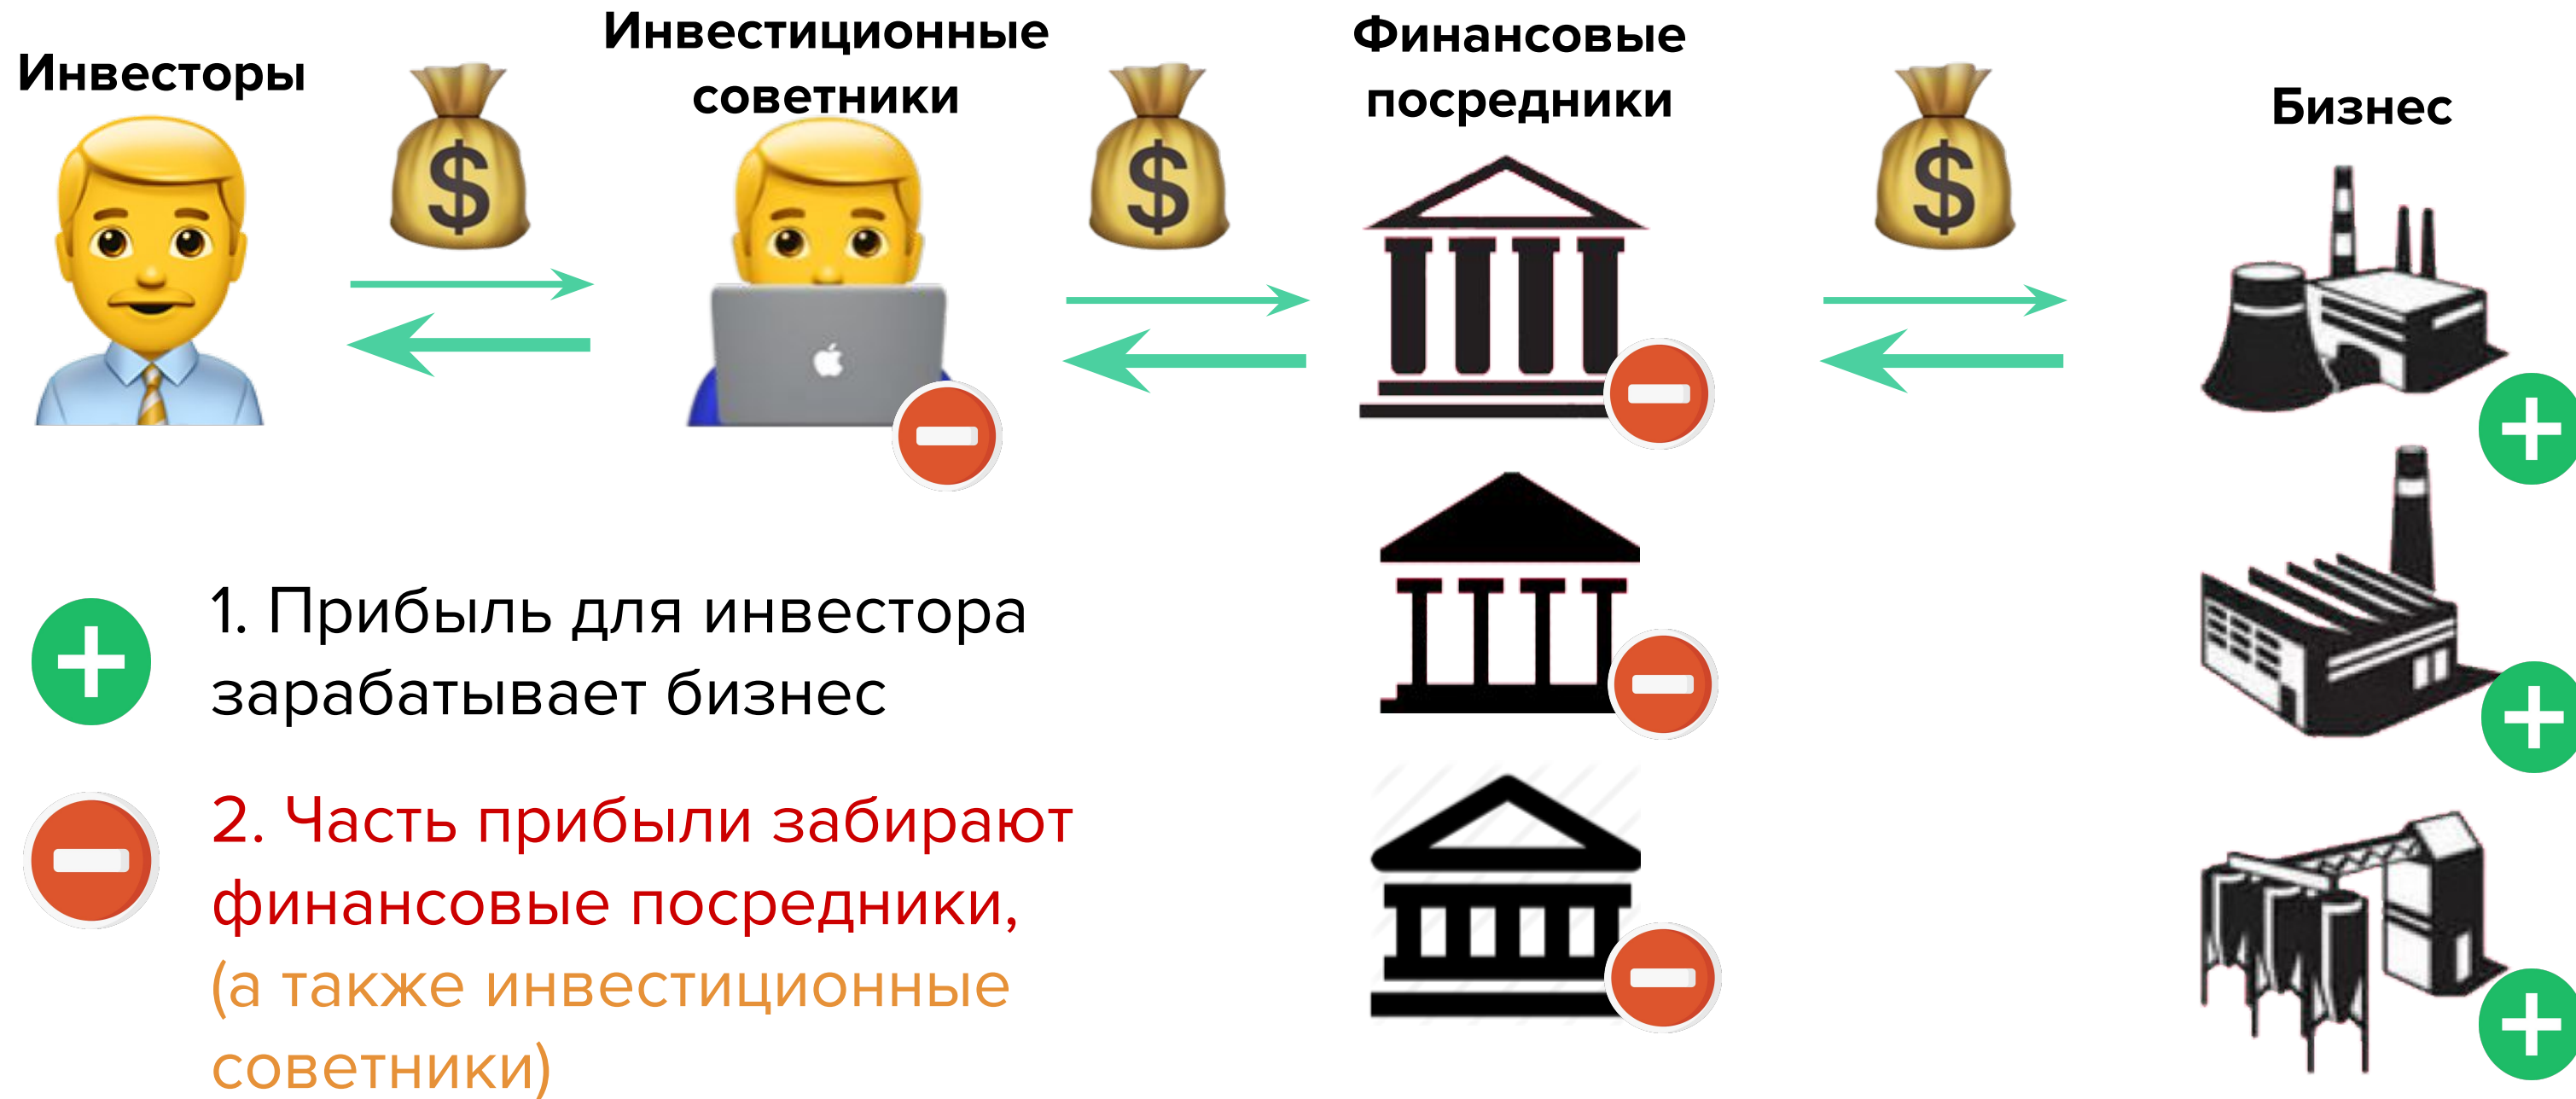 Инвесторы
Инвестиционные
советники
Финансовые
посредники
Бизнес
$
$
$
1. Прибыль для инвестора
зарабатывает бизнес
2. Часть прибыли забирают
финансовые посредники,
(а также инвестиционные
советники)